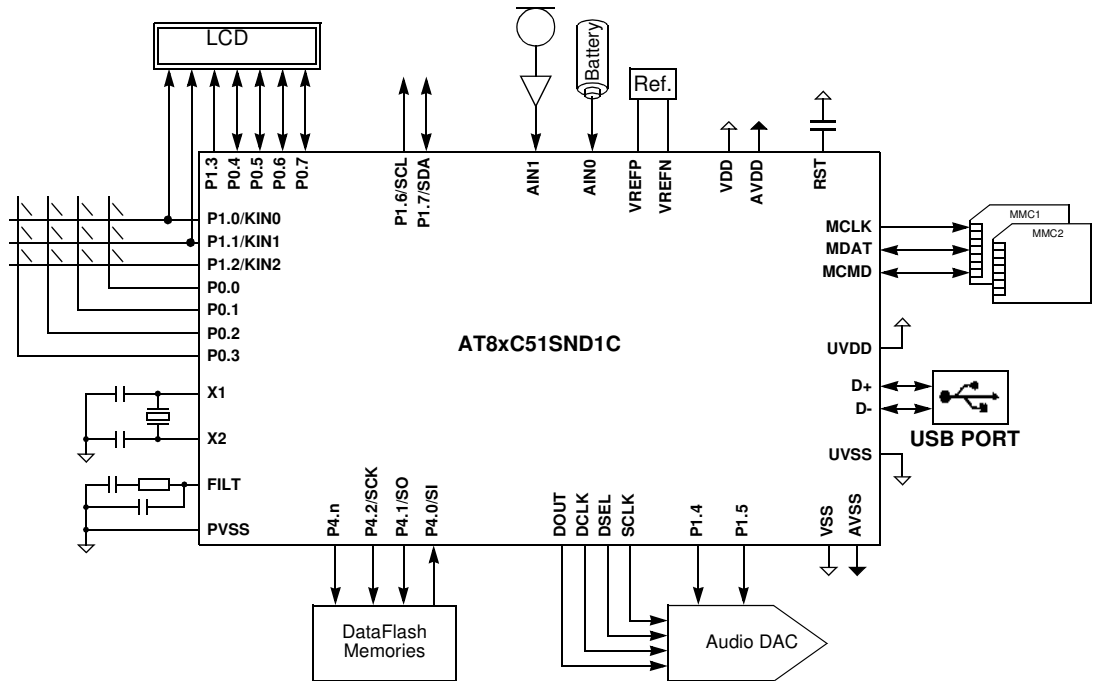 LCD
Battery
Ref.
P1.3
P0.4
P0.5
P0.6
P0.7
P1.6/SCL
P1.7/SDA
AIN1
AIN0
VREFP
VREFN
VDD
AVDD
RST
P1.0/KIN0
P1.1/KIN1
P1.2/KIN2
P0.0
P0.1
P0.2
P0.3
X1
X2
FILT
PVSS
AT8xC51SND1C
MCLK
MDAT
MCMD
MMC1
MMC2
UVDD
D+
D-
USB PORT
UVSS
P4.n
P4.2/SCK
P4.1/SO
P4.0/SI
DOUT
DCLK
DSEL
SCLK
P1.4
P1.5
VSS
AVSS
DataFlash
Memories
Audio DAC